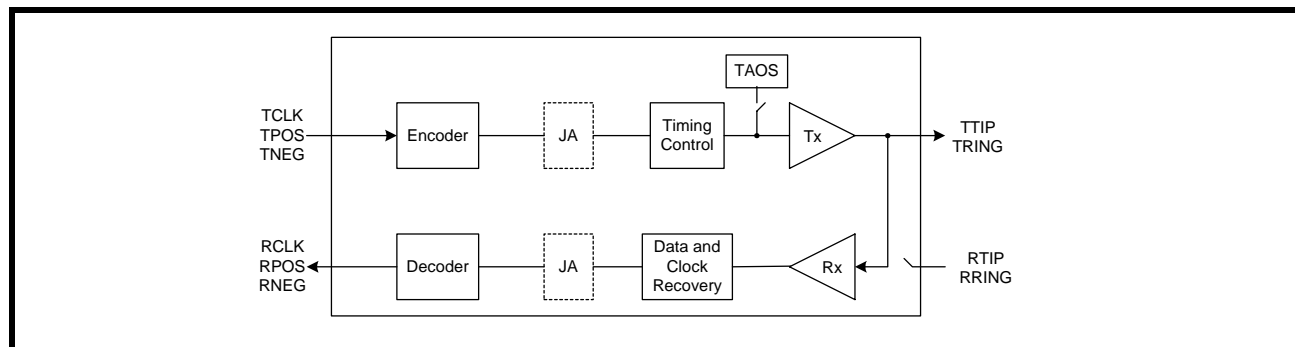 TAOS
TCLK
TPOS
TNEG
Encoder
JA
Timing
Control
Tx
TTIP
TRING
RCLK
RPOS
RNEG
Decoder
JA
Data and
Clock
Recovery
Rx
RTIP
RRING